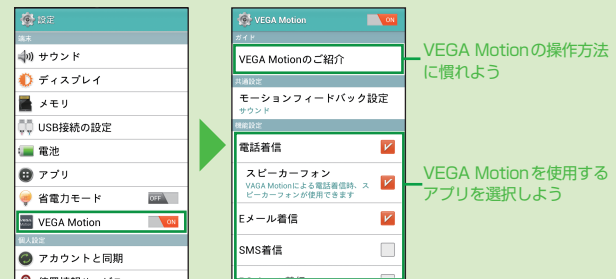 設定
端末
サウンド
ディスプレイ
メモリ
USB接続の設定
電池
アプリ
省電力モード OFF
VEGA Motion ON
個人設定
アカウントと同期
VEGA Motion ON
ガイド
VEGA Motionのご紹介
共通設定
モーションフィードバック設定
サウンド
機能設定
電話着信
スピーカーフォン
VAGA Motionによる電話着信時、ス
ピーカーフォンが使用できます
Eメール着信
SMS着信
VEGA Motionの操作方法
に慣れよう
VEGA Motionを使用する
アプリを選択しよう